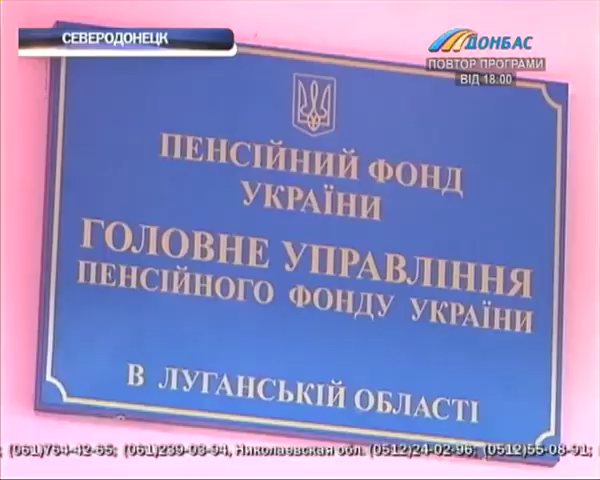 СЕВЕРОДОНЕЦК
ДОНБАС
ПОВТОР ПРОГРАМИ
ВІД 18.00
ПЕНСІЙНИЙ ФОНД
УКРАЇНИ
ГОЛОВНЕ УПРАВЛІННЯ
ПЕНСІЙНОГО ФОНДУ УКРАЇНИ
В ЛУГАНСЬКІЙ ОБЛАСТІ
: (061)764-42-65; (061)239-03-94, Николаевская обл. (0512)24-02-96; (0512)55-08-91;